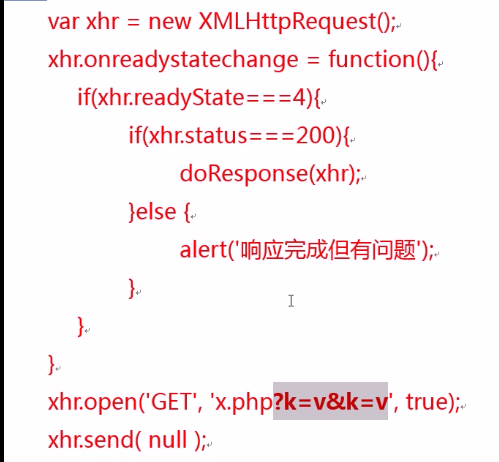 var xhr = new XMLHttpRequest();
xhr.onreadystatechange = function(){
if(xhr.readyState===4){
if(xhr.status===200){
doResponse(xhr);
}else {
alert('响应完成但有问题');
}
}
}
xhr.open('GET', 'x.php?k=v&k=v', true);
xhr.send( null );